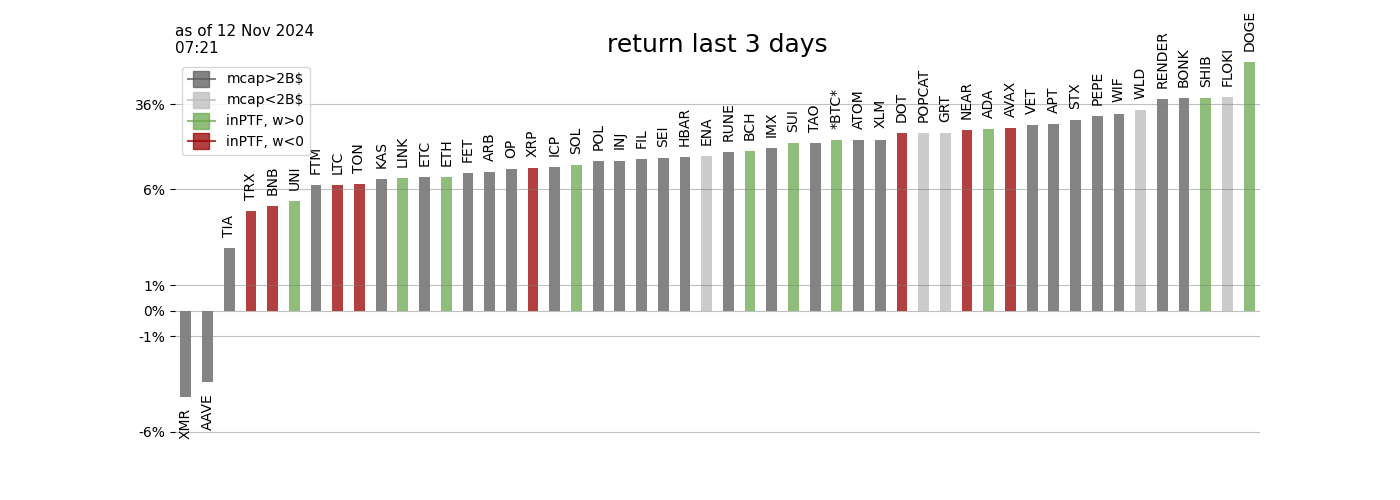 as of 12 Nov 2024
07:21
return last 3 days
mcap>2B$
mcap<2B$
inPTF, w>0
inPTF, w<0
36%
6%
1%
0%
-1%
-6%
XMR
AAVE
TIA
TRX
BNB
UNI
FTM
LTC
TON
KAS
LINK
ETC
ETH
FET
ARB
OP
XRP
ICP
SOL
POL
INJ
FIL
SEI
HBAR
ENA
RUNE
BCH
IMX
SUI
TAO
*BTC*
ATOM
XLM
DOT
POPCAT
GRT
NEAR
ADA
AVAX
VET
APT
STX
PEPE
WIF
WLD
RENDER
BONK
SHIB
FLOKI
DOGE